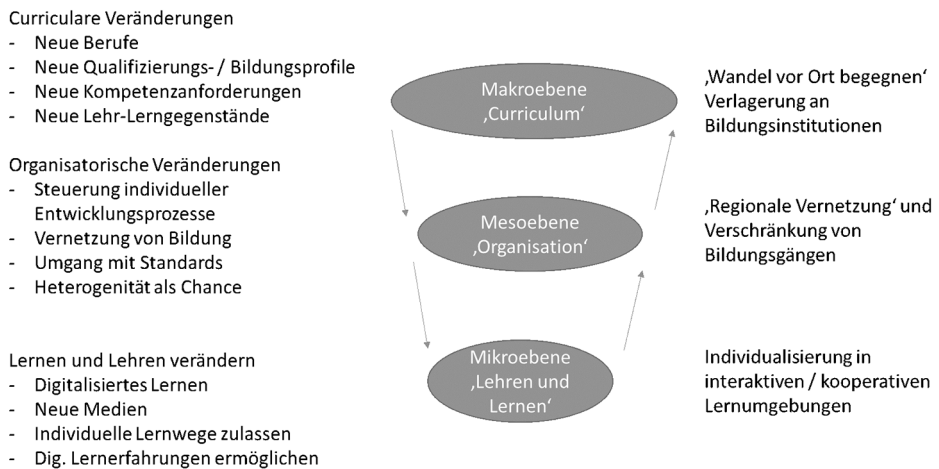 Curriculare Veränderungen
- Neue Berufe
- Neue Qualifizierungs- / Bildungsprofile
- Neue Kompetenzanforderungen
- Neue Lehr-Lerngegenstände
Makroebene
‚Curriculum‘
‚Wandel vor Ort begegnen‘
Verlagerung an
Bildungsinstitutionen
Organisatorische Veränderungen
- Steuerung individueller
Entwicklungsprozesse
- Vernetzung von Bildung
- Umgang mit Standards
- Heterogenität als Chance
Mesoebene
‚Organisation‘
‚Regionale Vernetzung‘ und
Verschränkung von
Bildungsgängen
Lernen und Lehren verändern
- Digitalisiertes Lernen
- Neue Medien
- Individuelle Lernwege zulassen
- Dig. Lernerfahrungen ermöglichen
Mikroebene
‚Lehren und
Lernen‘
Individualisierung in
interaktiven / kooperativen
Lernumgebungen